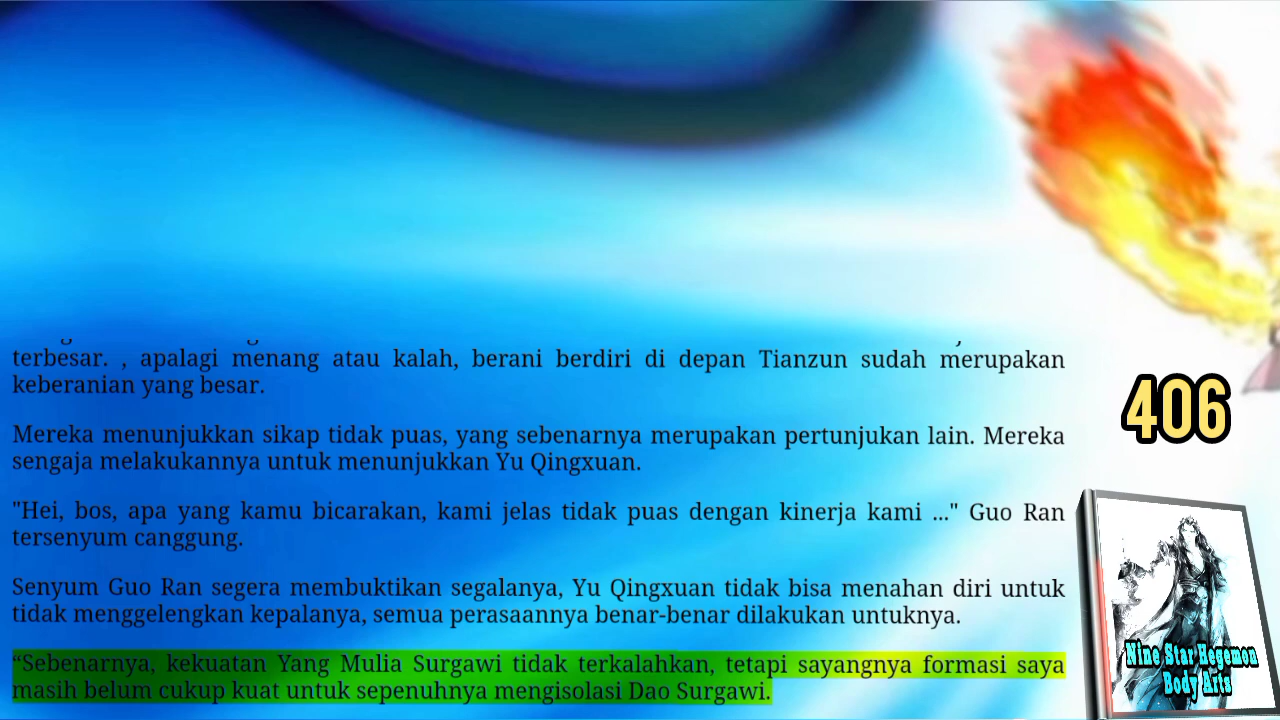 terbesar. , apalagi menang atau kalah, berani berdiri di depan Tianzun sudah merupakan
keberanian yang besar.
Mereka menunjukkan sikap tidak puas, yang sebenarnya merupakan pertunjukan lain. Mereka
sengaja melakukannya untuk menunjukkan Yu Qingxuan.
"Hei, bos, apa yang kamu bicarakan, kami jelas tidak puas dengan kinerja kami ..." Guo Ran
tersenyum canggung.
Senyum Guo Ran segera membuktikan segalanya, Yu Qingxuan tidak bisa menahan diri untuk
tidak menggelengkan kepalanya, semua perasaannya benar-benar dilakukan untuknya.
“Sebenarnya, kekuatan Yang Mulia Surgawi tidak terkalahkan, tetapi sayangnya formasi saya
masih belum cukup kuat untuk sepenuhnya mengisolasi Dao Surgawi.
406
Nine Star Hegemon
Body Arts